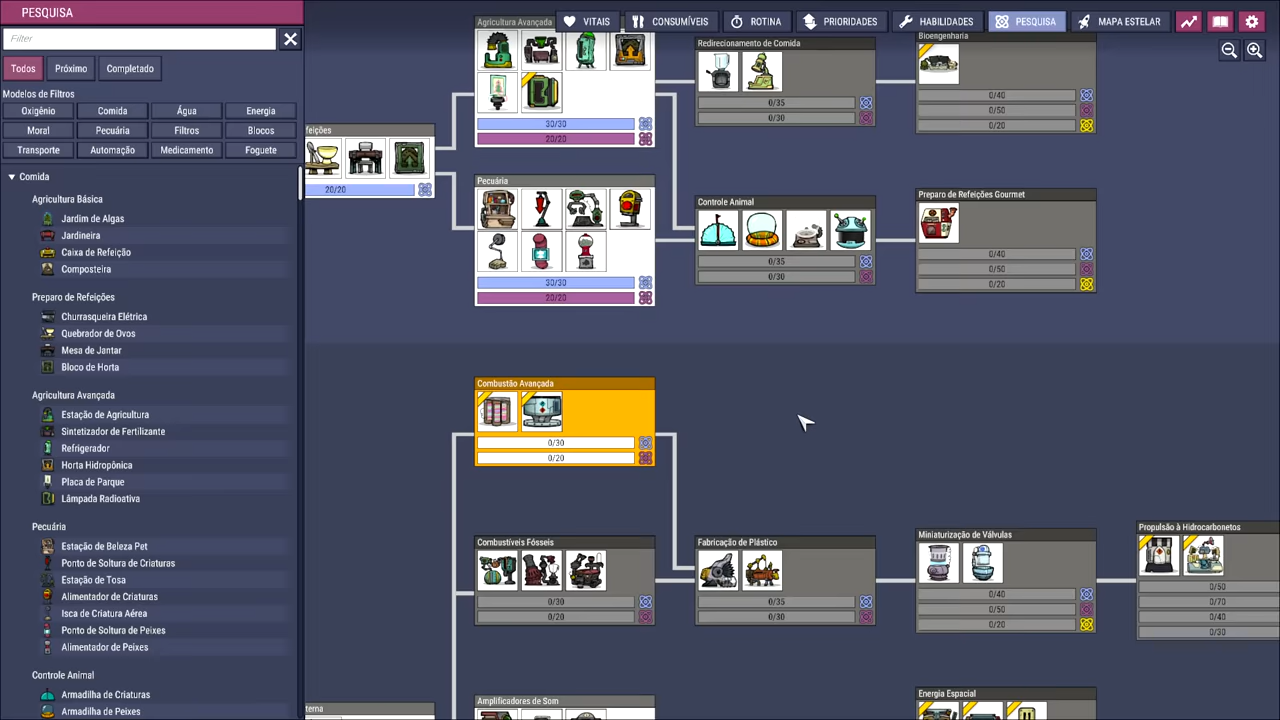 PESQUISA
Filter
Todos
Próximo
Completado
Modelos de Filtros
Oxigênio
Comida
Água
Energia
Moral
Pecuária
Filtros
Blocos
Transporte
Automação
Medicamento
Foguete
Comida
Agricultura Básica
Jardim de Algas
Jardineira
Caixa de Refeição
Composteira
Preparo de Refeições
Churrasqueira Elétrica
Quebrador de Ovos
Mesa de Jantar
Bloco de Horta
Agricultura Avançada
Estação de Agricultura
Sintetizador de Fertilizante
Refrigerador
Horta Hidropônica
Placa de Parque
Lâmpada Radioativa
Pecuária
Estação de Beleza Pet
Ponto de Soltura de Criaturas
Estação de Tosa
Alimentador de Criaturas
Isca de Criatura Aérea
Ponto de Soltura de Peixes
Alimentador de Peixes
Controle Animal
Armadilha de Criaturas
Armadilha de Peixes
VITAIS
CONSUMÍVEIS
ROTINA
PRIORIDADES
HABILIDADES
PESQUISA
MAPA ESTELAR
feições
20/20
Agricultura Avançada
30/30
20/20
Redirecionamento de Comida
0/35
0/30
Bioengenharia
0/40
0/50
0/20
Pecuária
30/30
20/20
Controle Animal
0/35
0/30
Preparo de Refeições Gourmet
0/40
0/50
0/20
Combustão Avançada
0/30
0/20
Combustíveis Fósseis
0/30
0/20
Fabricação de Plástico
0/35
0/30
Miniaturização de Válvulas
0/40
0/50
0/20
Propulsão à Hidrocarbonetos
0/50
0/70
0/40
0/30
terna
Amplificadores de Som
Energia Espacial